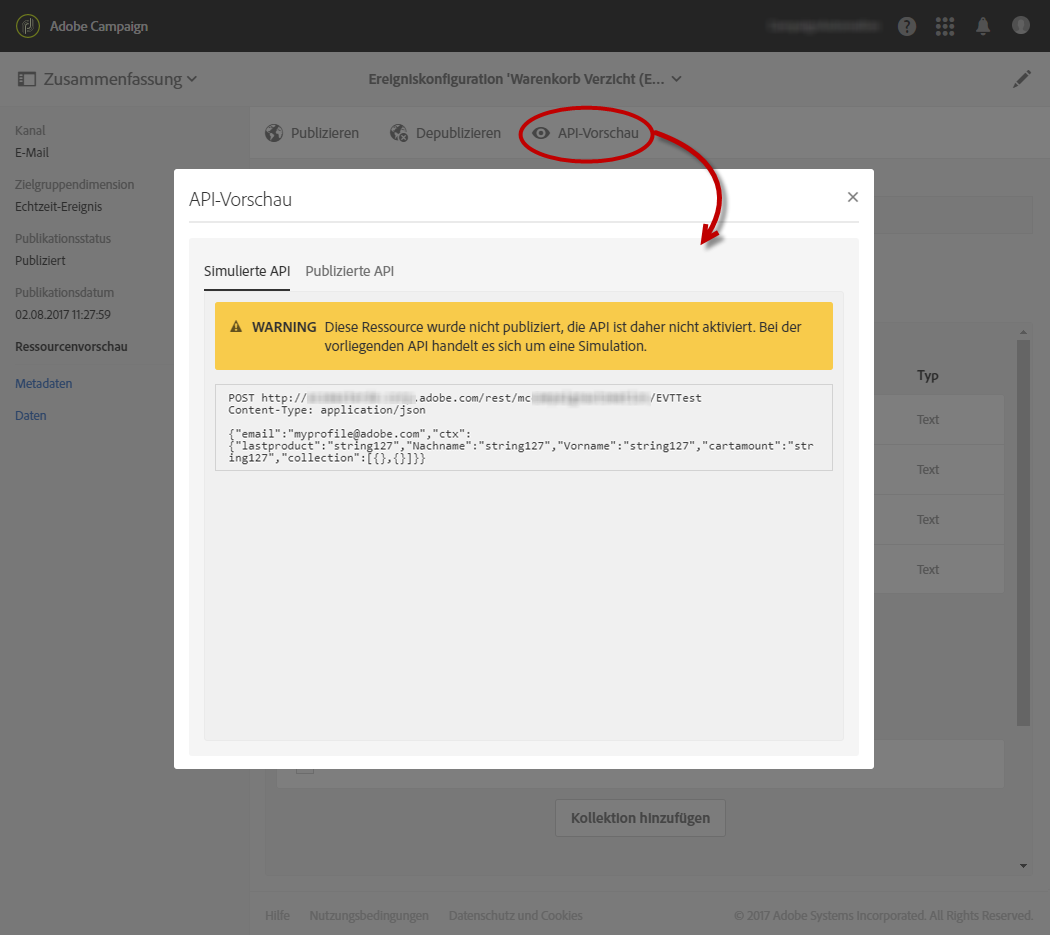 Adobe Campaign
?
Zusammenfassung
Ereigniskonfiguration 'Warenkorb Verzicht (E...
Kanal
E-Mail
Zielgruppendimension
Echtzeit-Ereignis
Publikationsstatus
Publiziert
Publikationsdatum
02.08.2017 11:27:59
Ressourcenvorschau
Metadaten
Daten
Publizieren
Depublizieren
API-Vorschau
API-Vorschau
×
Simulierte API
Publizierte API
WARNING Diese Ressource wurde nicht publiziert, die API ist daher nicht aktiviert. Bei der
vorliegenden API handelt es sich um eine Simulation.
POST http:// .adobe.com/rest/mc /EVTTest
Content-Type: application/json
{"email":"myprofile@adobe.com","ctx":
{"lastproduct":"string127","Nachname":"string127","Vorname":"string127","cartamount":"str
ing127","collection":[{},{}]}}
Typ
Text
Text
Text
Text
Kollektion hinzufügen
Hilfe
Nutzungsbedingungen
Datenschutz und Cookies
© 2017 Adobe Systems Incorporated. All Rights Reserved.